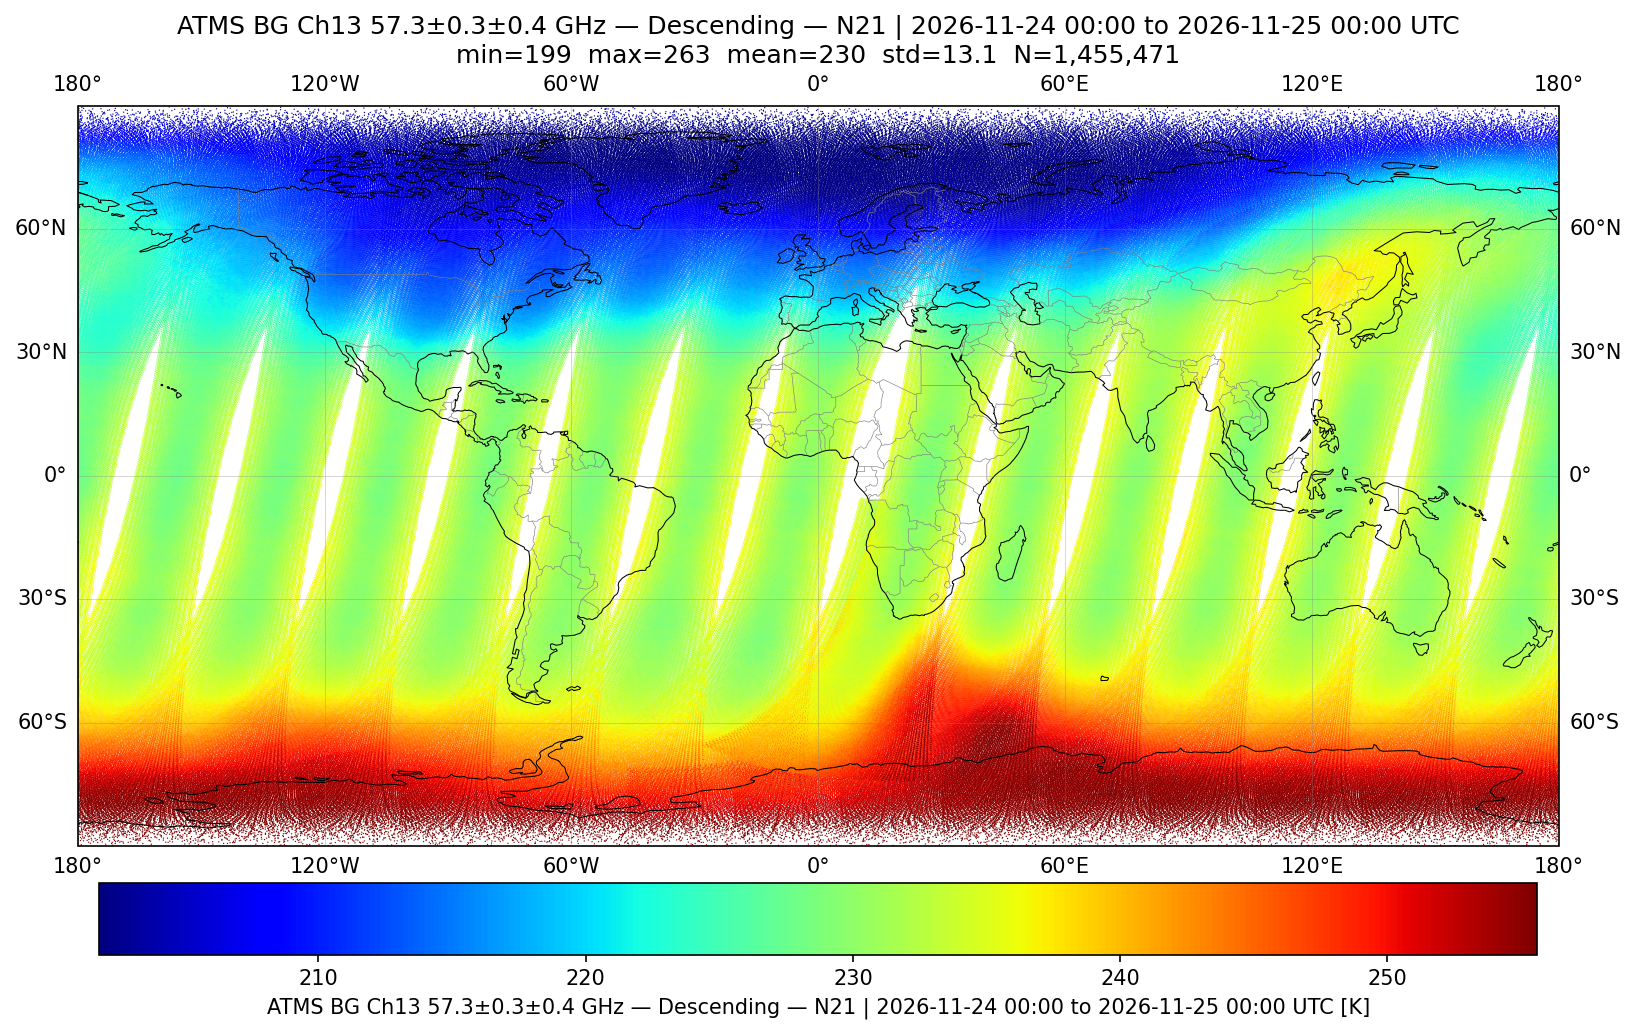 ATMS BG Ch13 57.3±0.3±0.4 GHz — Descending — N21 | 2026-11-24 00:00 to 2026-11-25 00:00 UTC
min=199 max=263 mean=230 std=13.1 N=1,455,471
180° 120°W 60°W 0° 60°E 120°E 180°
60°N 60°N
30°N 30°N
0° 0°
30°S 30°S
60°S 60°S
180° 120°W 60°W 0° 60°E 120°E 180°
210 220 230 240 250
ATMS BG Ch13 57.3±0.3±0.4 GHz — Descending — N21 | 2026-11-24 00:00 to 2026-11-25 00:00 UTC [K]